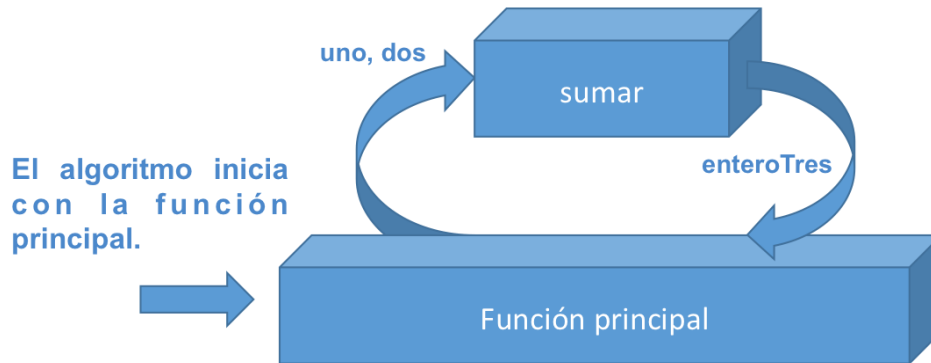 uno, dos
sumar
El algoritmo inicia
con la función
principal.
enteroTres
Función principal